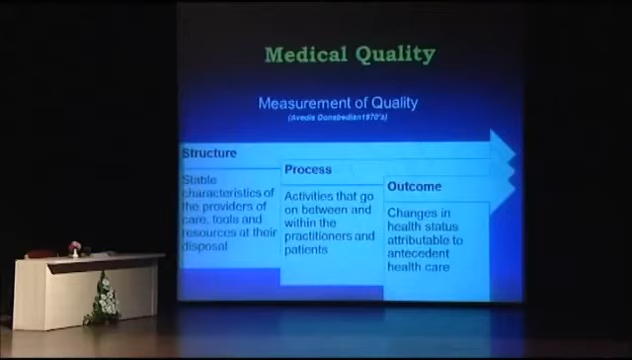 Medical Quality
Measurement of Quality
(Avedis Donabedian1970's)
Structure
Stable
characteristics of
the providers of
care, tools and
resources at their
disposal
Process
Activities that go
on between and
within the
practitioners and
patients
Outcome
Changes in
health status
attributable to
antecedent
health care